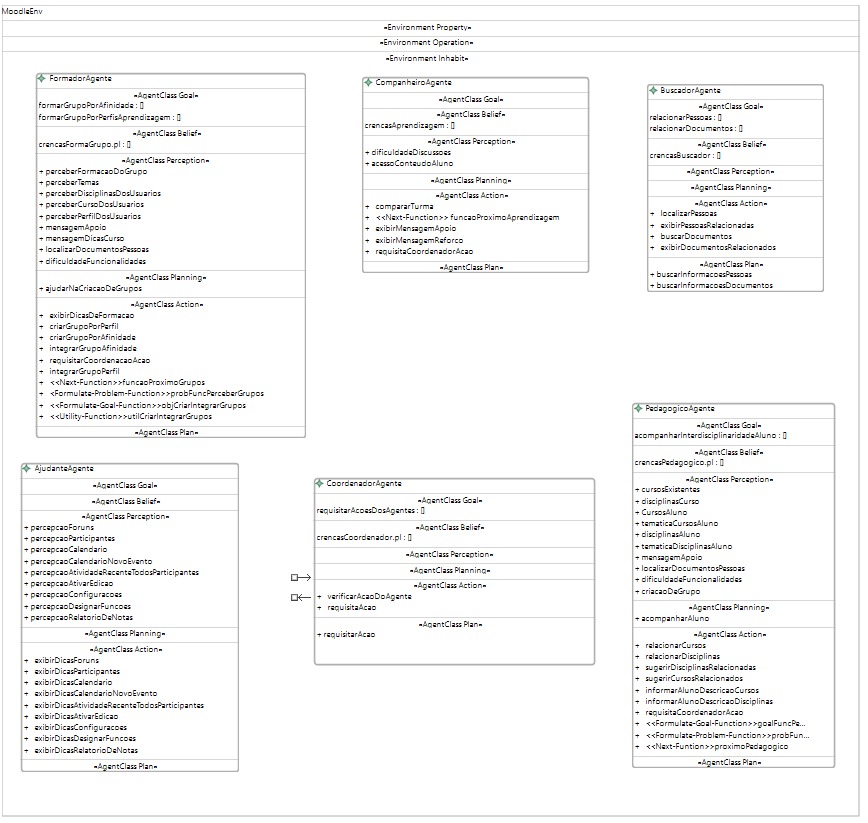 MoodleEnv
«Environment Property»
«Environment Operation»
«Environment Inhabit»
FormadorAgente
«AgentClass Goal»
formarGrupoPorAfinidade : []
formarGrupoPorPerfisAprendizagem : []
«AgentClass Belief»
crencasFormaGrupo.pl : []
«AgentClass Perception»
+ perceberFormacaoDoGrupo
+ perceberTemas
+ perceberDisciplinasDosUsuarios
+ perceberCursoDosUsuarios
+ perceberPerfilDosUsuarios
+ mensagemApoio
+ mensagemDicasCurso
+ localizarDocumentosPessoas
+ dificuldadeFuncionalidades
«AgentClass Planning»
+ ajudarNaCriacaoDeGrupos
«AgentClass Action»
+ exibirDicasDeFormacao
+ criarGrupoPorPerfil
+ criarGrupoPorAfinidade
+ integrarGrupoAfinidade
+ requisitarCoordenacaoAcao
+ integrarGrupoPerfil
+ <<Next-Function>>funcaoProximoGrupos
+ <Formulate-Problem-Function>>probFuncPerceberGrupos
+ <<Formulate-Goal-Function>>objCriarIntegrarGrupos
+ <<Utility-Function>>utilCriarIntegrarGrupos
«AgentClass Plan»
CompanheiroAgente
«AgentClass Goal»
«AgentClass Belief»
crencasAprendizagem : []
«AgentClass Perception»
+ dificuldadeDiscussoes
+ acessoConteudoAluno
«AgentClass Planning»
«AgentClass Action»
+ compararTurma
+ <<Next-Function>> funcaoProximoAprendizagem
+ exibirMensagemApoio
+ exibirMensagemReforco
+ requisitaCoordenadorAcao
«AgentClass Plan»
BuscadorAgente
«AgentClass Goal»
relacionarPessoas : []
relacionarDocumentos : []
«AgentClass Belief»
crencasBuscador : []
«AgentClass Perception»
«AgentClass Planning»
«AgentClass Action»
+ localizarPessoas
+ exibirPessoasRelacionadas
+ buscarDocumentos
+ exibirDocumentosRelacionados
«AgentClass Plan»
+ buscarInformacoesPessoas
+ buscarInformacoesDocumentos
AjudanteAgente
«AgentClass Goal»
«AgentClass Belief»
«AgentClass Perception»
+ percepcaoForuns
+ percepcaoParticipantes
+ percepcaoCalendario
+ percepcaoCalendarioNovoEvento
+ percepcaoAtividadeRecenteTodosParticipantes
+ percepcaoAtivarEdicao
+ percepcaoConfiguracoes
+ percepcaoDesignarFuncoes
+ percepcaoRelatorioDeNotas
«AgentClass Planning»
«AgentClass Action»
+ exibirDicasForuns
+ exibirDicasParticipantes
+ exibirDicasCalendario
+ exibirDicasCalendarioNovoEvento
+ exibirDicasAtividadeRecenteTodosParticipantes
+ exibirDicasAtivarEdicao
+ exibirDicasConfiguracoes
+ exibirDicasDesignarFuncoes
+ exibirDicasRelatorioDeNotas
«AgentClass Plan»
CoordenadorAgente
«AgentClass Goal»
requisitarAcoesDosAgentes : []
«AgentClass Belief»
crencasCoordenador.pl : []
«AgentClass Perception»
«AgentClass Planning»
«AgentClass Action»
+ verificarAcaoDoAgente
+ requisitaAcao
«AgentClass Plan»
+ requisitarAcao
PedagogicoAgente
«AgentClass Goal»
acompanharInterdisciplinaridadeAluno : []
«AgentClass Belief»
crencasPedagogico.pl : []
«AgentClass Perception»
+ cursosExistentes
+ disciplinasCurso
+ CursosAluno
+ tematicaCursosAluno
+ disciplinasAluno
+ tematicaDisciplinasAluno
+ mensagemApoio
+ localizarDocumentosPessoas
+ dificuldadeFuncionalidades
+ criacaoDeGrupo
«AgentClass Planning»
+ acompanharAluno
«AgentClass Action»
+ relacionarCursos
+ relacionarDisciplinas
+ sugerirDisciplinasRelacionadas
+ sugerirCursosRelacionados
+ informarAlunoDescricaoCursos
+ informarAlunoDescricaoDisciplinas
+ requisitaCoordenadorAcao
+ <<Formulate-Goal-Function>>goalFuncPe...
+ <<Formulate-Problem-Function>>probFun...
+ <<Next-Funtion>>proximoPedagogico
«AgentClass Plan»